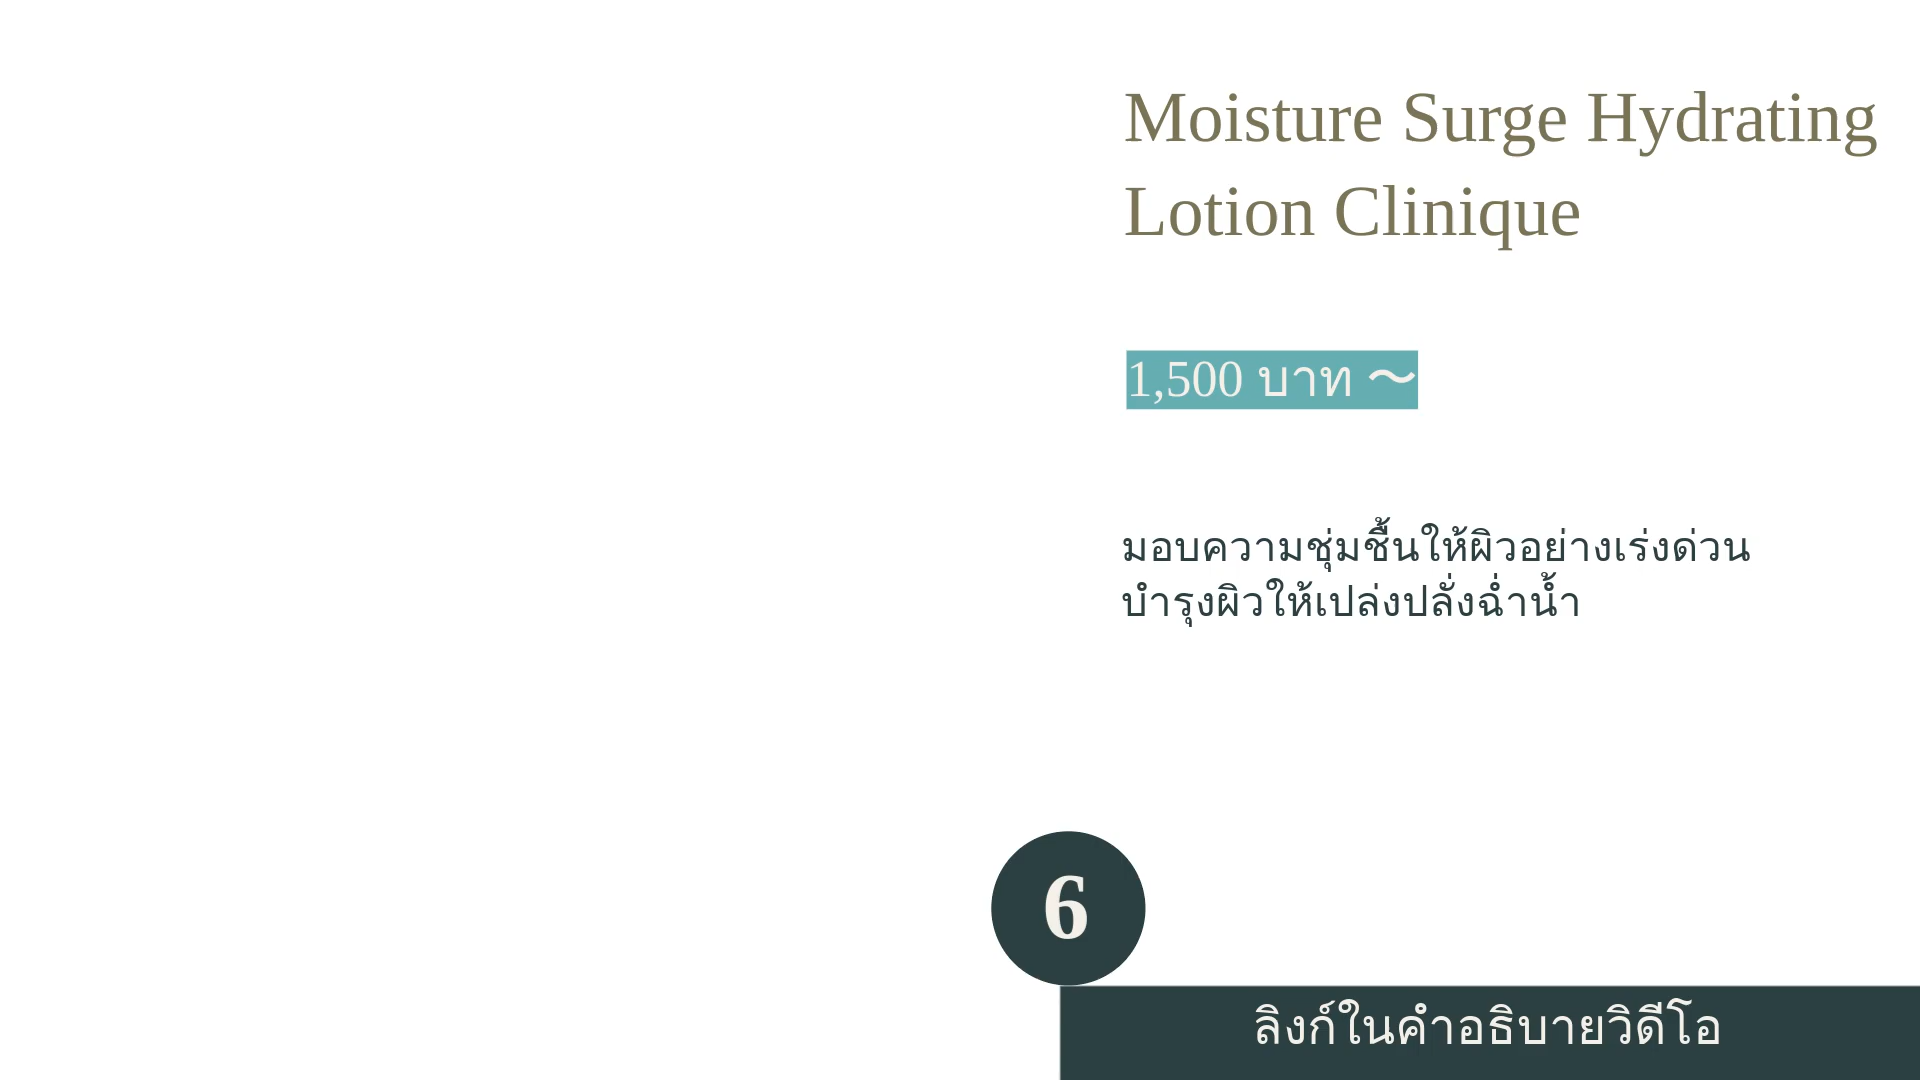 Moisture Surge Hydrating
Lotion Clinique
1,500 บาท 〜
มอบความชุ่มชื้นให้ผิวอย่างเร่งด่วน
บำรุงผิวให้เปล่งปลั่งฉ่ำน้ำ
6
ลิงก์ในคำอธิบายวิดีโอ